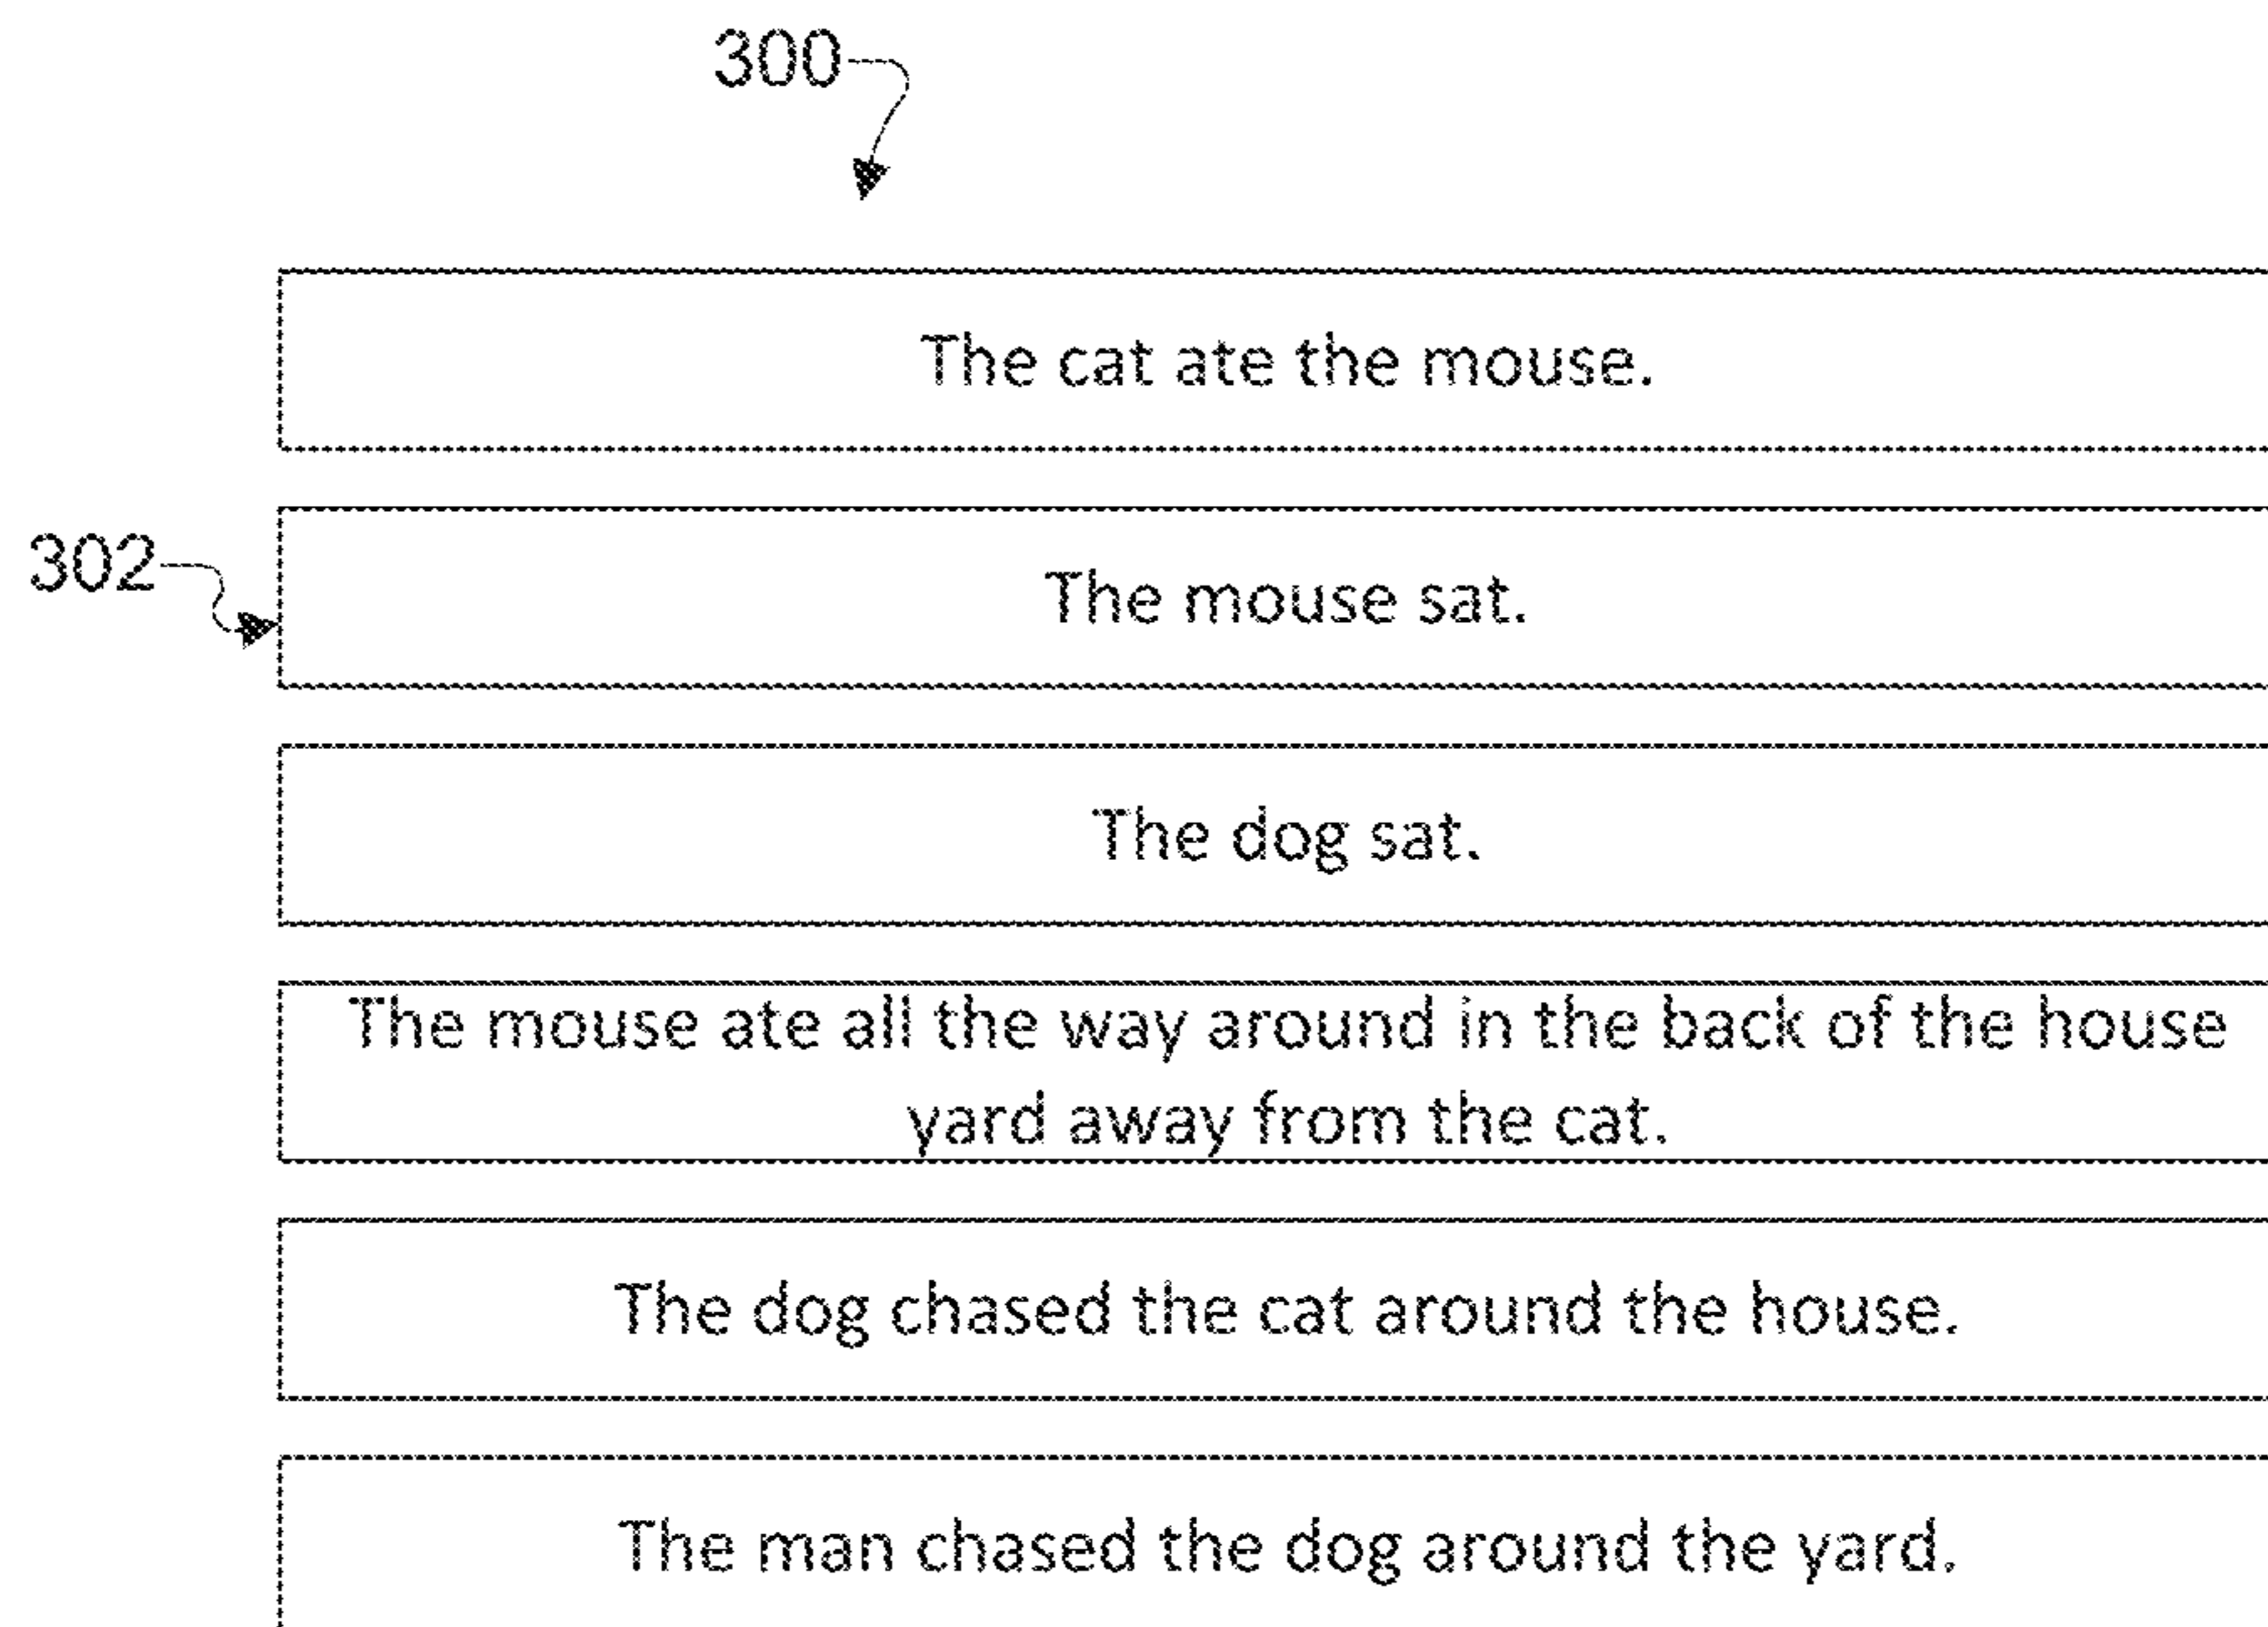 300
The cat ate the mouse.
302
The mouse sat.
The dog sat.
The mouse ate all the way around in the back of the house
yard away from the cat.
The dog chased the cat around the house.
The man chased the dog around the yard.